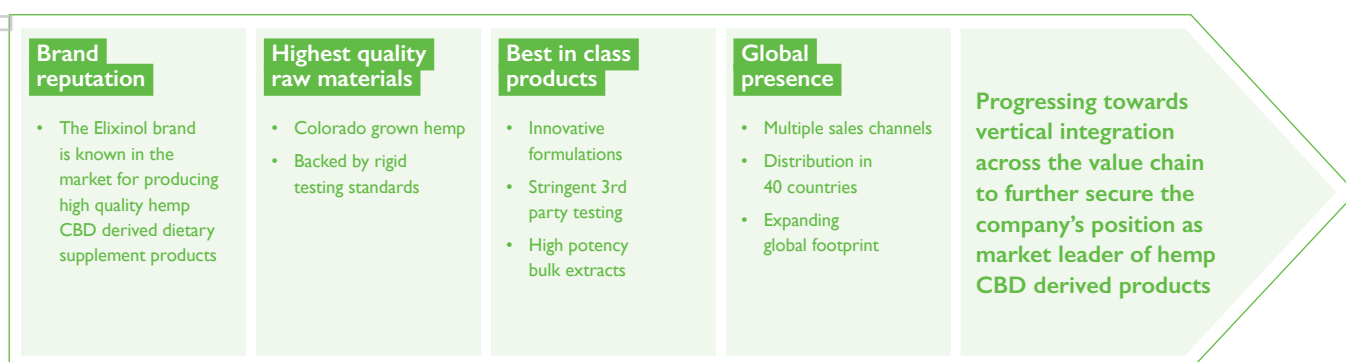 Brand
reputation
• The Elixinol brand
is known in the
market for producing
high quality hemp
CBD derived dietary
supplement products
Highest quality
raw materials
• Colorado grown hemp
• Backed by rigid
testing standards
Best in class
products
• Innovative
formulations
• Stringent 3rd
party testing
• High potency
bulk extracts
Global
presence
• Multiple sales channels
• Distribution in
40 countries
• Expanding
global footprint
Progressing towards
vertical integration
across the value chain
to further secure the
company’s position as
market leader of hemp
CBD derived products